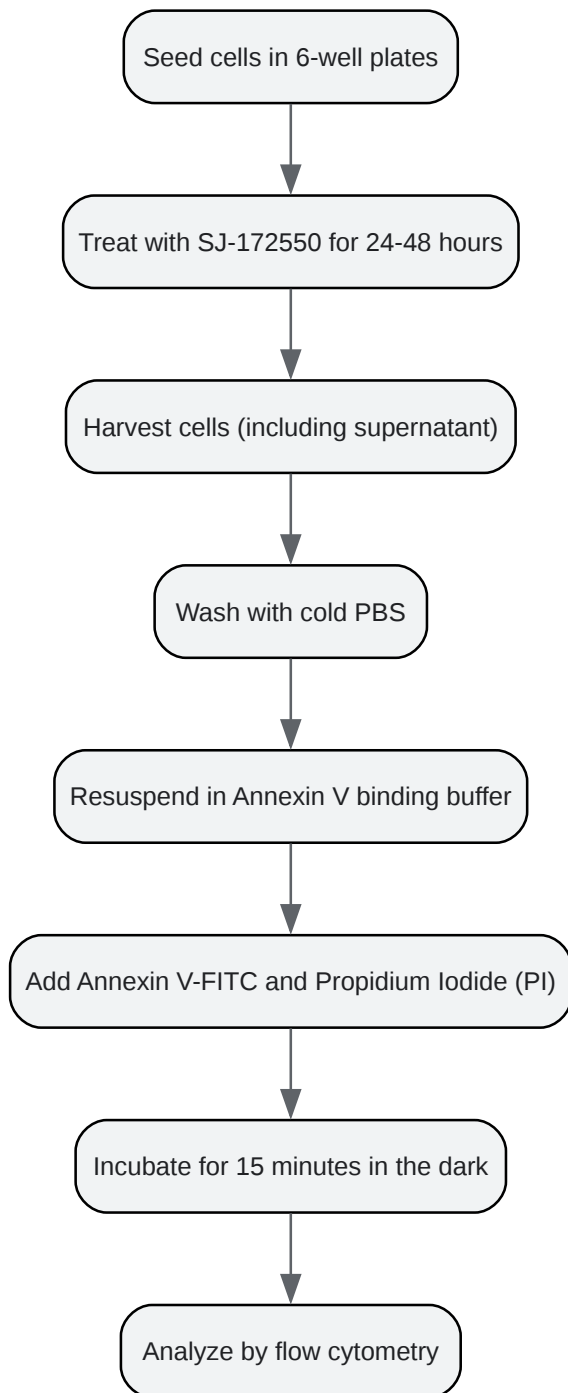 Seed cells in 6-well plates
Treat with SJ-172550 for 24-48 hours
Harvest cells (including supernatant)
Wash with cold PBS
Resuspend in Annexin V binding buffer
Add Annexin V-FITC and Propidium Iodide (PI)
Incubate for 15 minutes in the dark
Analyze by flow cytometry